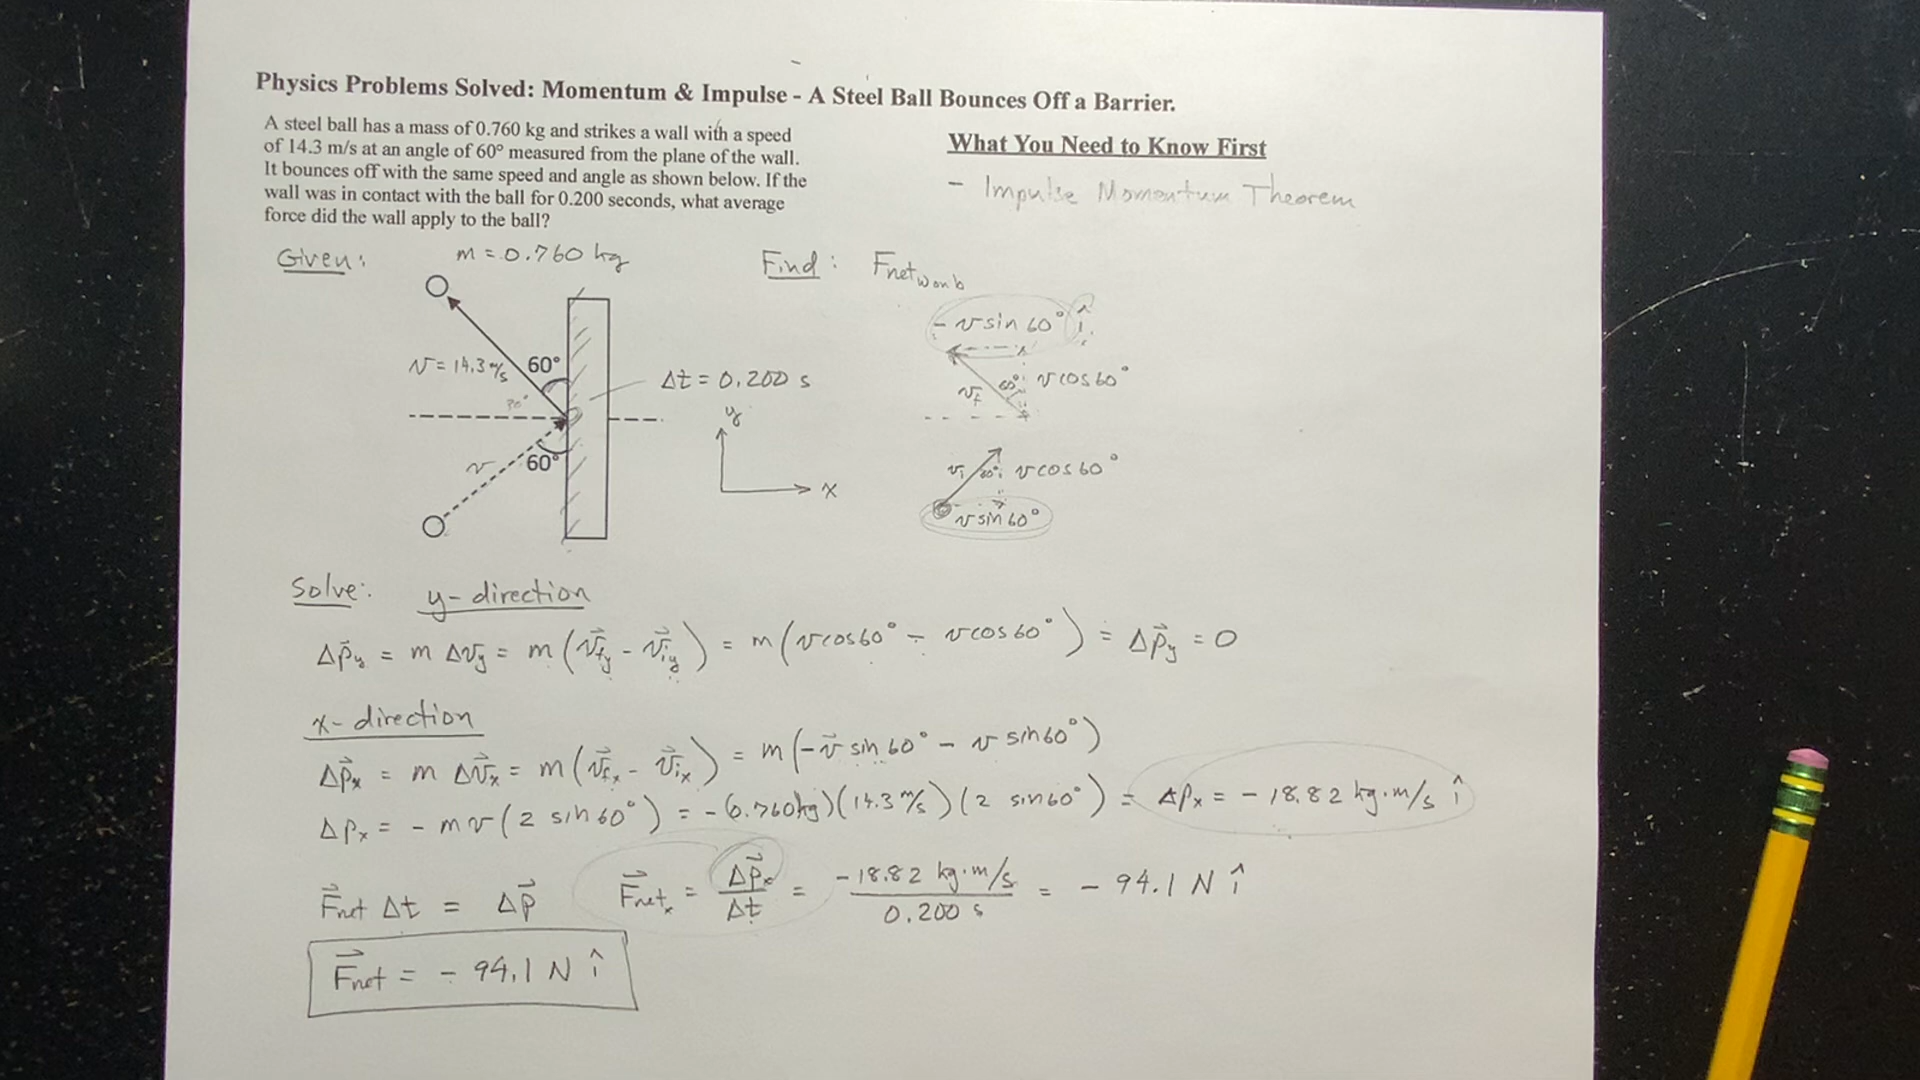 Physics Problems Solved: Momentum & Impulse - A Steel Ball Bounces Off a Barrier.
A steel ball has a mass of 0.760 kg and strikes a wall with a speed
of 14.3 m/s at an angle of 60° measured from the plane of the wall.
It bounces off with the same speed and angle as shown below. If the
wall was in contact with the ball for 0.200 seconds, what average
force did the wall apply to the ball?
What You Need to Know First
- Impulse Momentum Theorem
Given: m = 0.760 kg
Find: Fnet w on b
v = 14.3 m/s
60°
30°
Δt = 0.200 s
v
60°
y
x
- v sin 60° î
vf 60° v cos 60°
vi 60° v cos 60°
v sin 60°
Solve: y-direction
Δp⃗y = m Δvy = m (v⃗fy - v⃗iy) = m (v cos 60° - v cos 60°) = Δp⃗y = 0
x-direction
Δp⃗x = m Δv⃗x = m (v⃗fx - v⃗ix) = m (-v⃗ sin 60° - v sin 60°)
Δpx = - m v (2 sin 60°) = -(0.760 kg)(14.3 m/s)(2 sin 60°) = Δpx = - 18.82 kg·m/s î
F⃗net Δt = Δp⃗ F⃗net x = Δp⃗x / Δt = -18.82 kg·m/s / 0.200 s = - 94.1 N î
F⃗net = - 94.1 N î